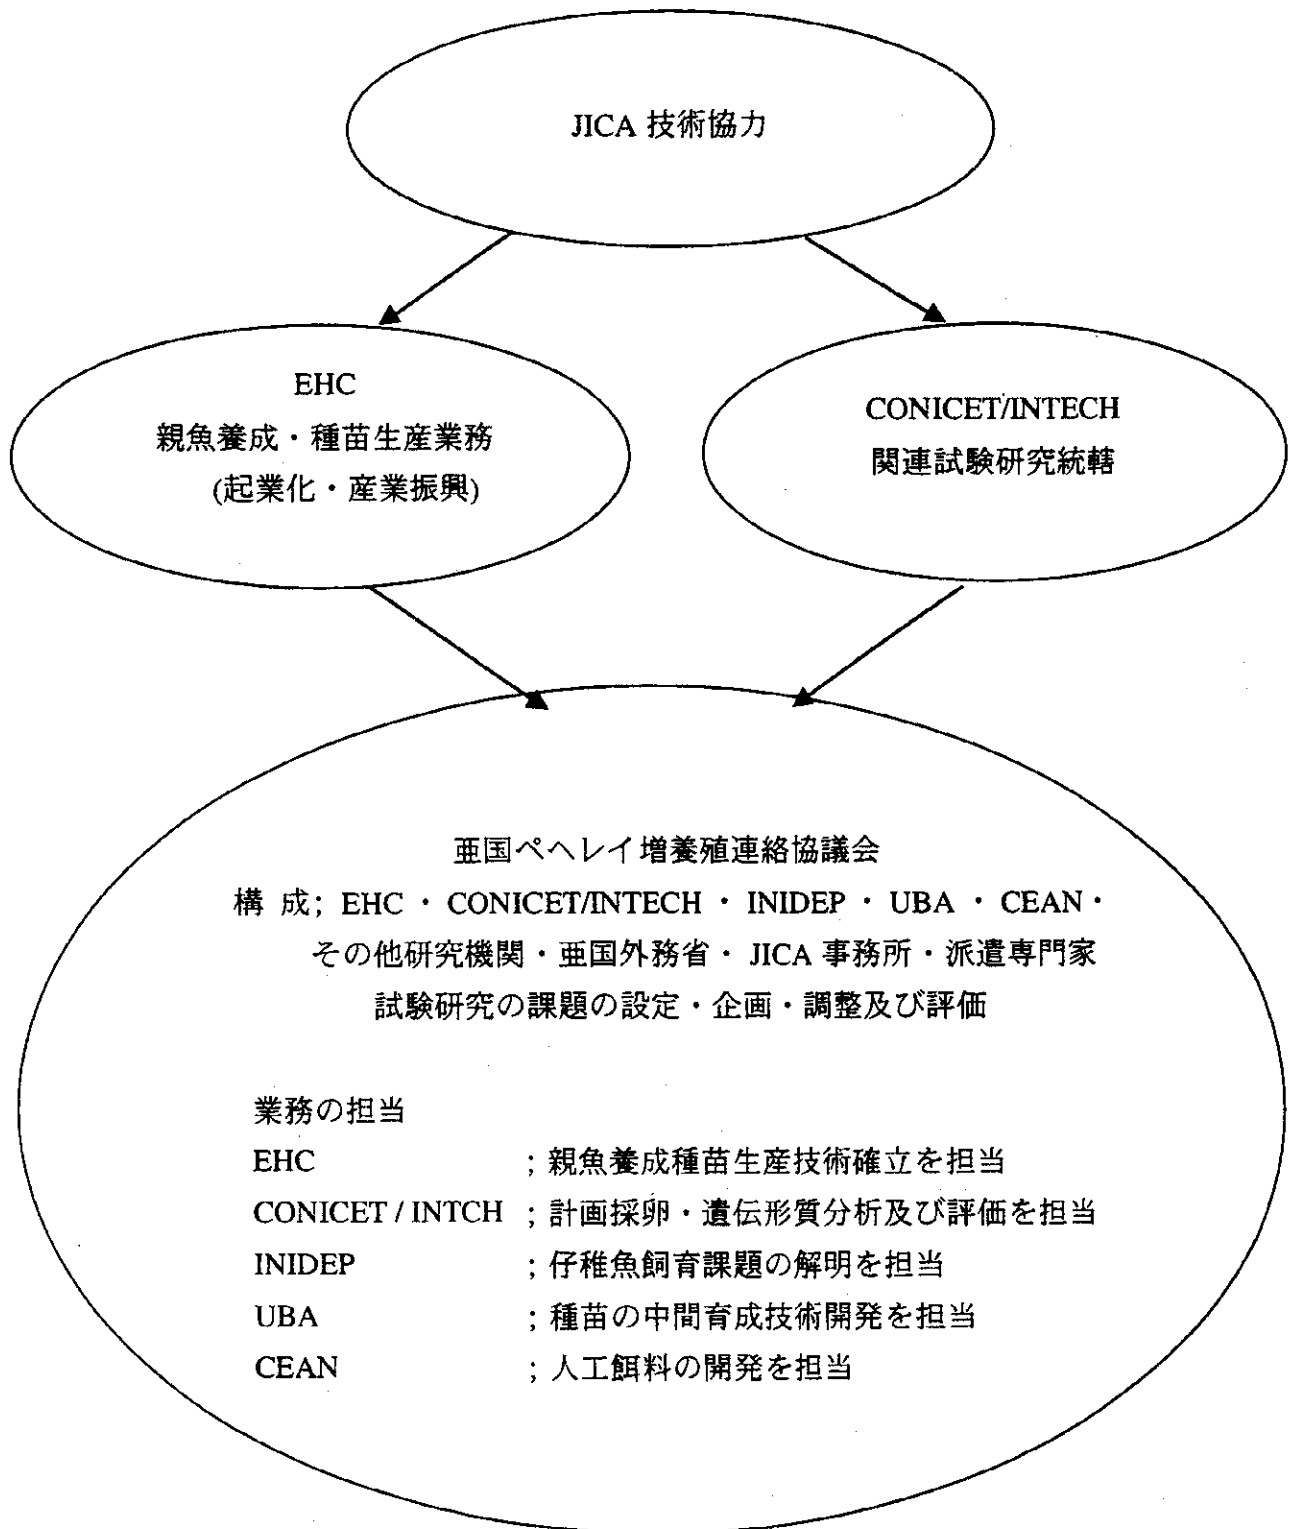 JICA 技術協力
EHC
親魚養成・種苗生産業務
(起業化・産業振興)
CONICET/INTECH
関連試験研究統轄
亜国ペヘレイ増養殖連絡協議会
構 成; EHC ・ CONICET/INTECH ・ INIDEP ・ UBA ・ CEAN ・
その他研究機関・亜国外務省・ JICA 事務所・派遣専門家
試験研究の課題の設定・企画・調整及び評価
業務の担当
EHC ; 親魚養成種苗生産技術確立を担当
CONICET / INTCH ; 計画採卵・遺伝形質分析及び評価を担当
INIDEP ; 仔稚魚飼育課題の解明を担当
UBA ; 種苗の中間育成技術開発を担当
CEAN ; 人工餌料の開発を担当